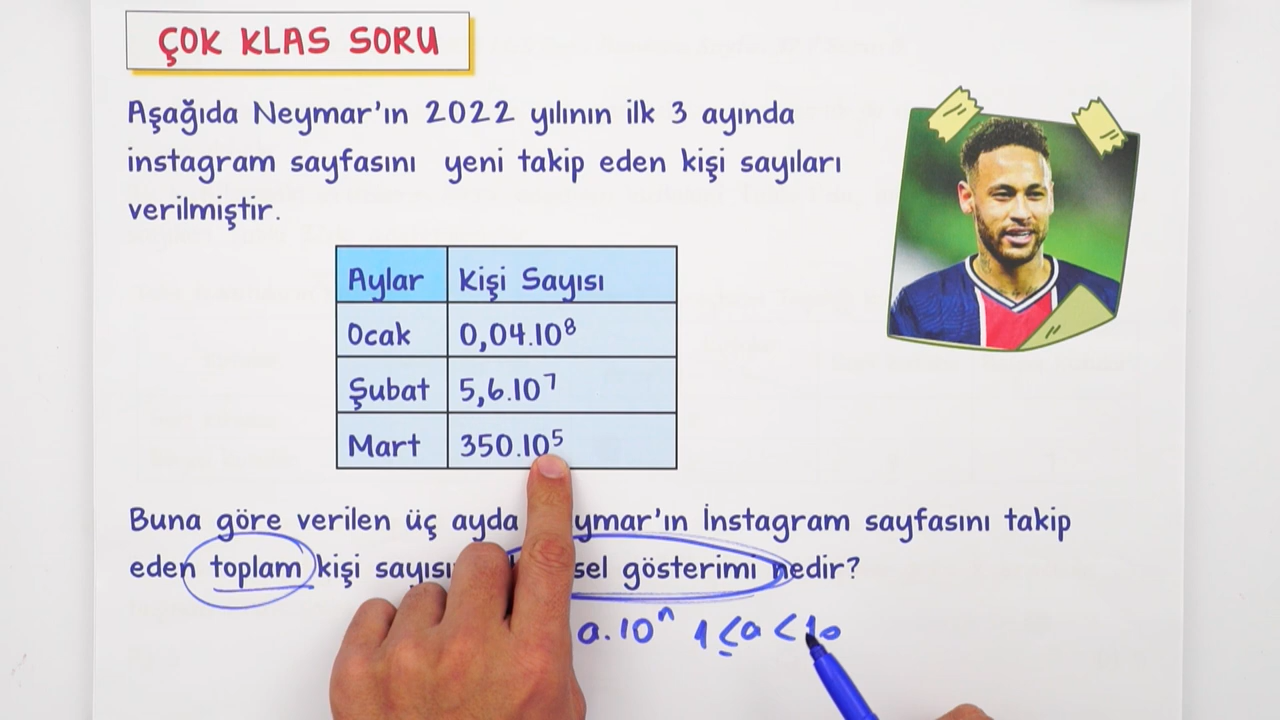 ÇOK KLAS SORU
Aşağıda Neymar'ın 2022 yılının ilk 3 ayında
instagram sayfasını yeni takip eden kişi sayıları
verilmiştir.
Aylar Kişi Sayısı
Ocak 0,04.10⁸
Şubat 5,6.10⁷
Mart 350.10⁵
Buna göre verilen üç ayda ymar'ın İnstagram sayfasını takip
eden toplam kişi sayısı sel gösterimi nedir?
a.10ⁿ 1≤a<10